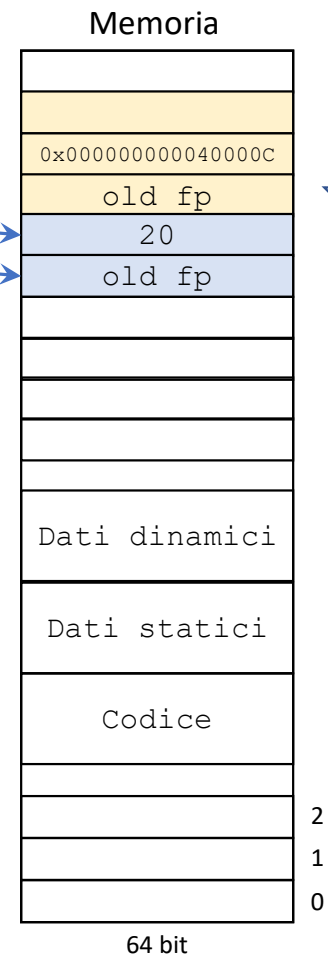 Memoria
0x000000000040000C
old fp
20
old fp
Dati dinamici
Dati statici
Codice
2
1
0
64 bit